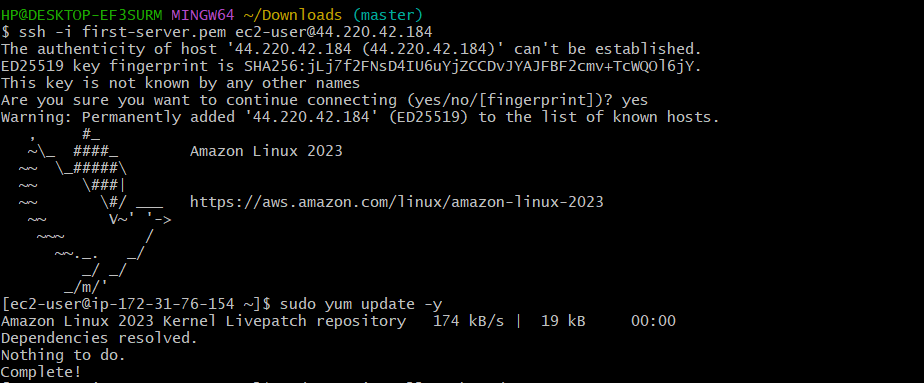 HP@DESKTOP-EF3SURM MINGW64 ~/Downloads (master)
$ ssh -i first-server.pem ec2-user@44.220.42.184
The authenticity of host '44.220.42.184 (44.220.42.184)' can't be established.
ED25519 key fingerprint is SHA256:jLj7f2FNsD4IU6uYjZCCDvJYAJFBF2cmv+TcWQOl6jY.
This key is not known by any other names
Are you sure you want to continue connecting (yes/no/[fingerprint])? yes
Warning: Permanently added '44.220.42.184' (ED25519) to the list of known hosts.
   ,     #_
   ~\_  ####_        Amazon Linux 2023
  ~~  \_#####\
  ~~     \###|
  ~~       \#/ ___   https://aws.amazon.com/linux/amazon-linux-2023
   ~~       V~' '->
    ~~~         /
      ~~._.   _/
         _/ _/
       _/m/'
[ec2-user@ip-172-31-76-154 ~]$ sudo yum update -y
Amazon Linux 2023 Kernel Livepatch repository   174 kB/s |  19 kB     00:00
Dependencies resolved.
Nothing to do.
Complete!